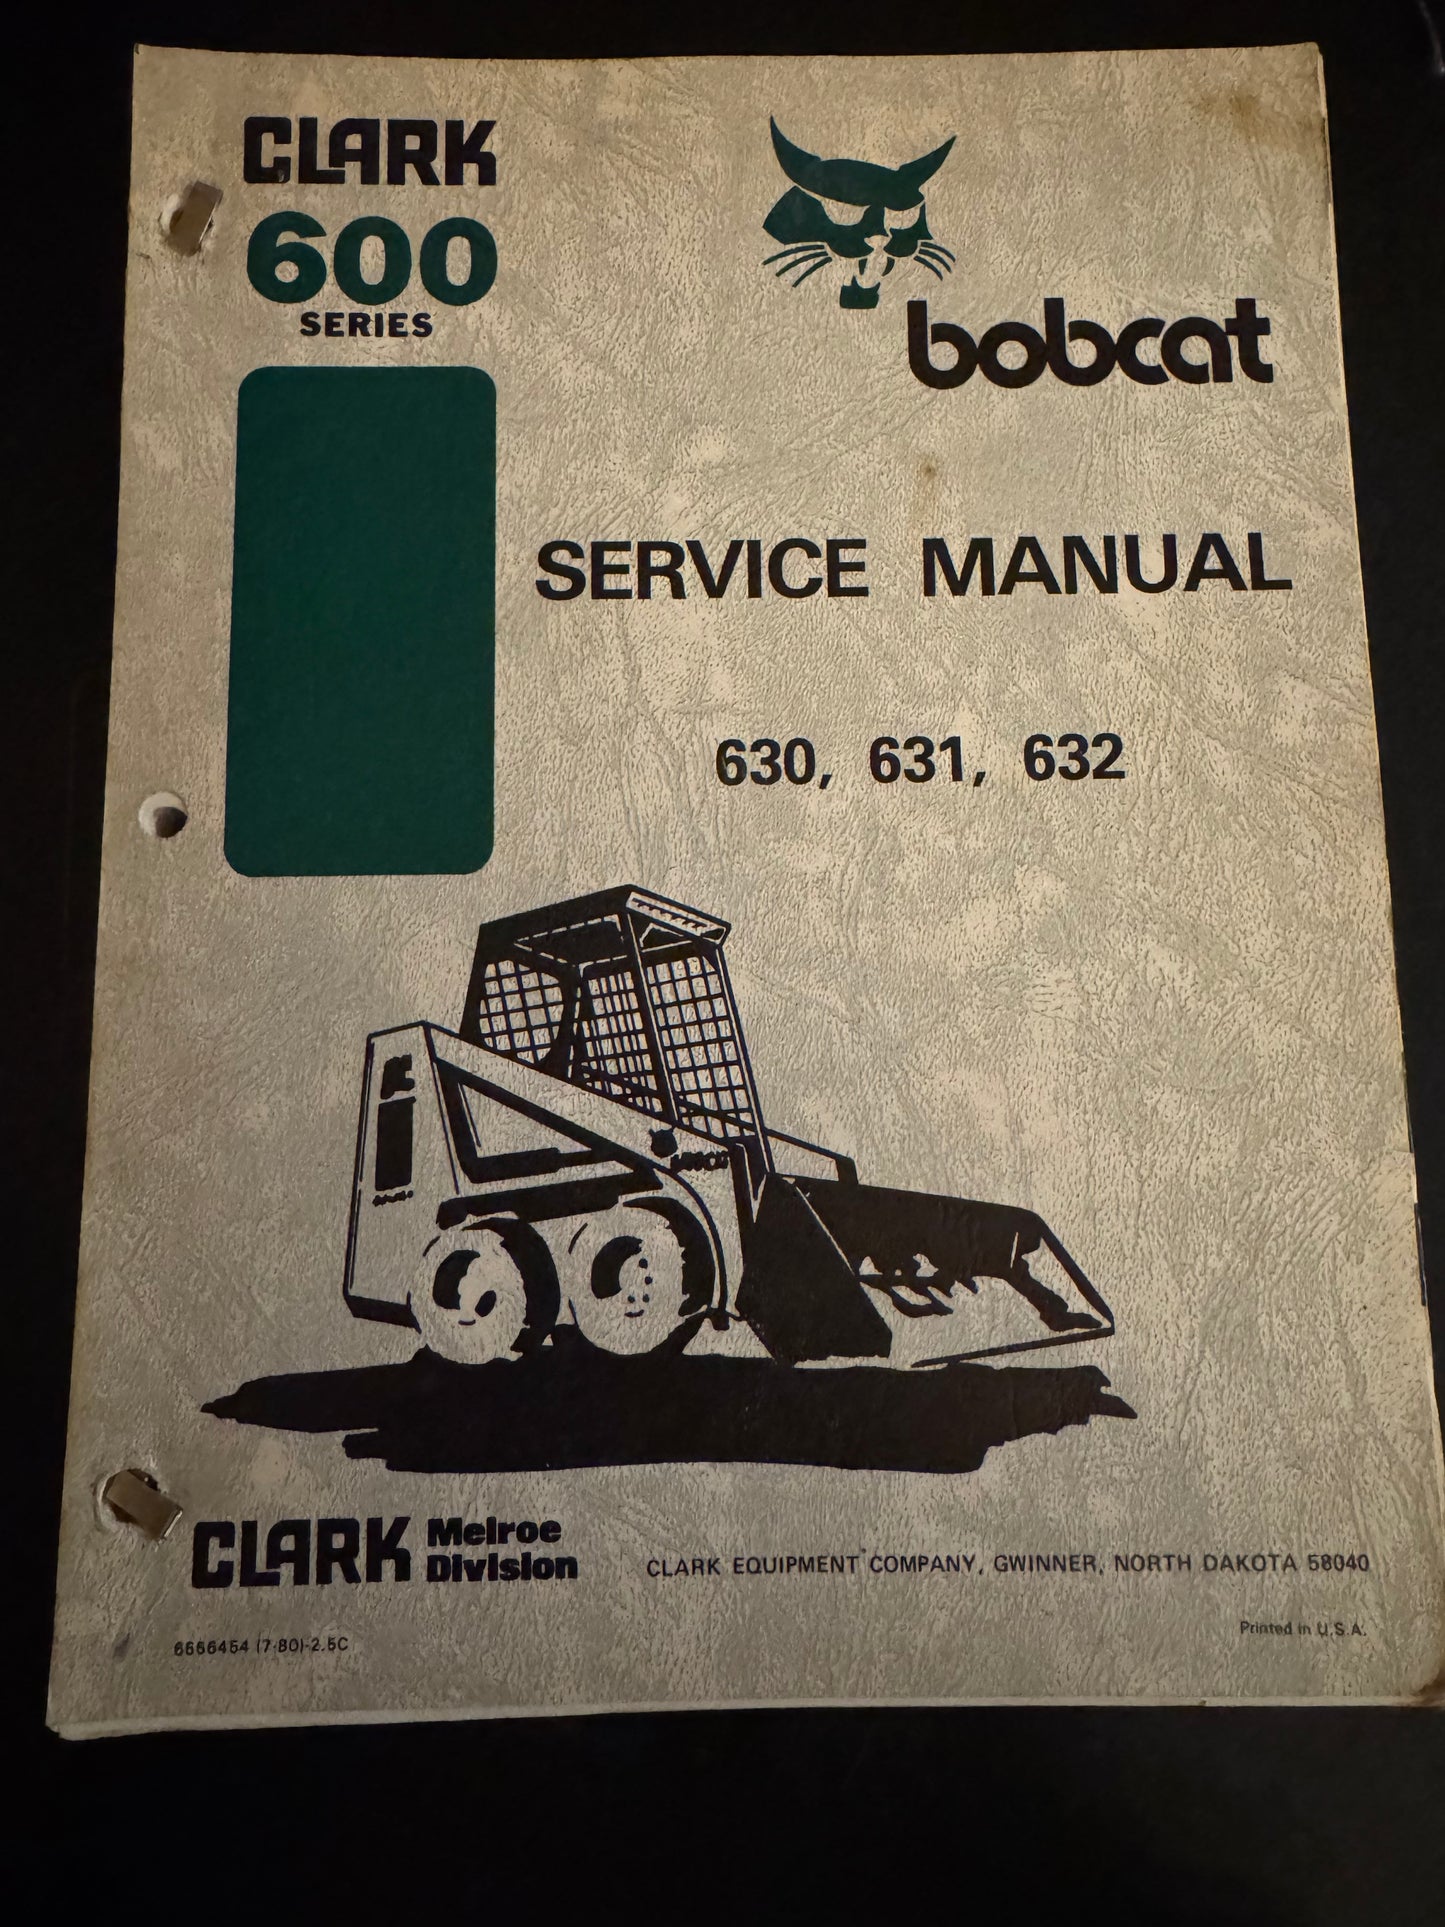 CLARK
600
SERIES
bobcat
SERVICE MANUAL
630, 631, 632
CLARK Melroe
Division
CLARK EQUIPMENT COMPANY, GWINNER, NORTH DAKOTA 58040
6556454 (7-80)-2.5C
Printed in U.S.A.